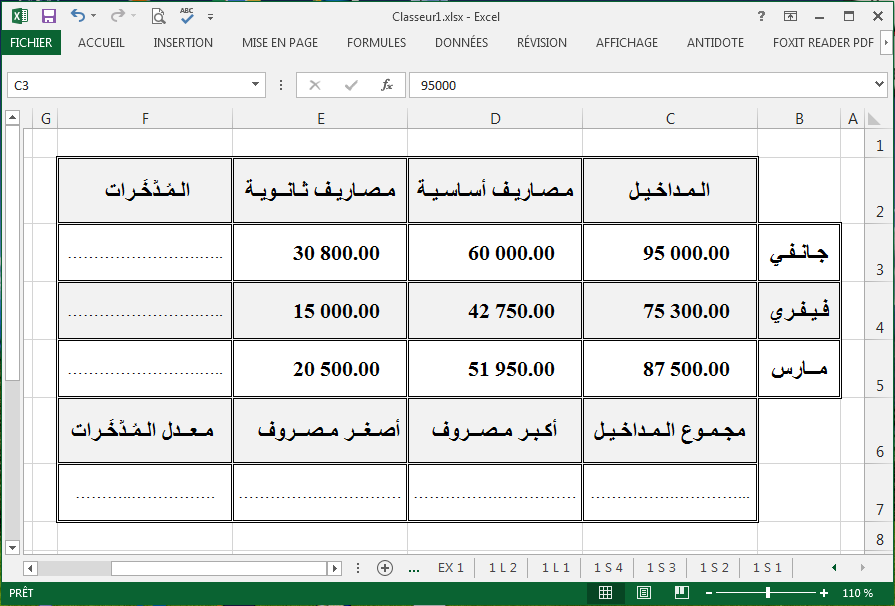 Classeur1.xlsx - Excel
FICHIER ACCUEIL INSERTION MISE EN PAGE FORMULES DONNÉES RÉVISION AFFICHAGE ANTIDOTE FOXIT READER PDF
C3 fx 95000
G F E D C B A
1
المداخيل مصاريف أساسية مصاريف ثانوية المُدَّخَرات 2
جانفي 95 000.00 60 000.00 30 800.00 ............................... 3
فيفري 75 300.00 42 750.00 15 000.00 ............................... 4
مارس 87 500.00 51 950.00 20 500.00 ............................... 5
مجموع المداخيل أكبر مصروف أصغر مصروف معدل المُدَّخَرات 6
............................... ............................... ............................... ............................... 7
8
... EX 1 1 L 2 1 L 1 1 S 4 1 S 3 1 S 2 1 S 1
PRÊT 110 %